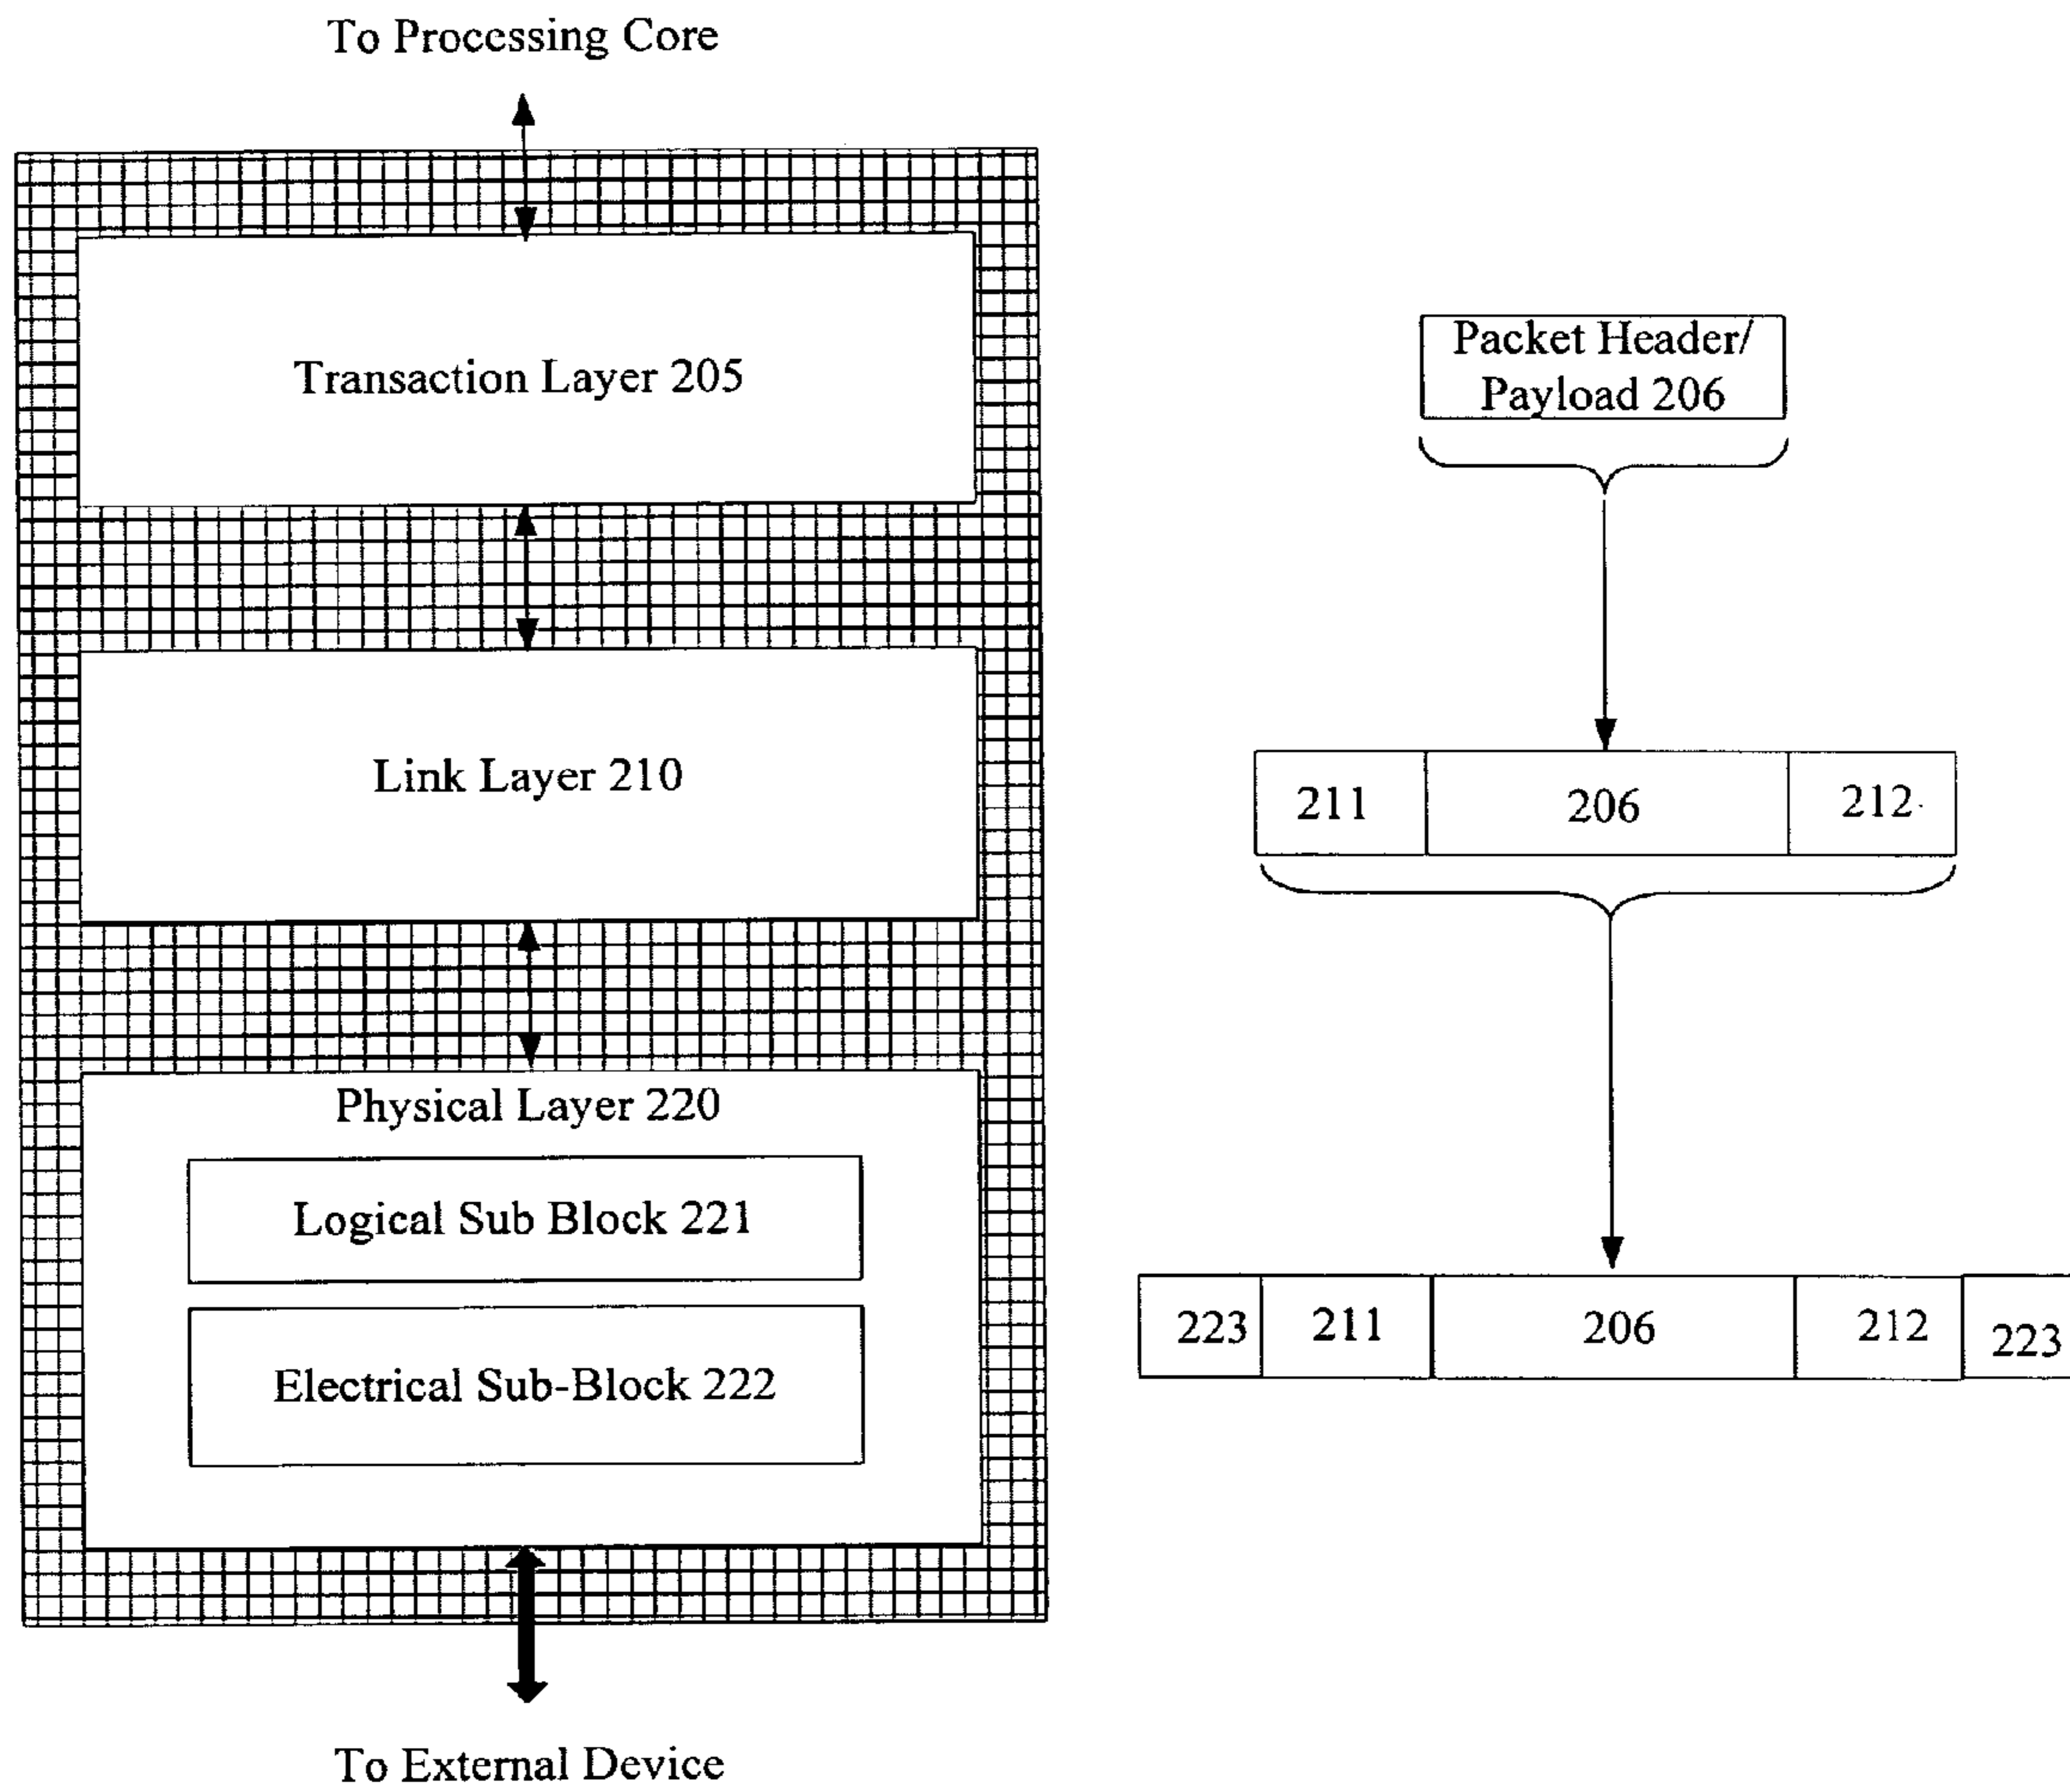 To Processing Core
Transaction Layer 205
Packet Header/
Payload 206
Link Layer 210
211 206 212
Physical Layer 220
Logical Sub Block 221
Electrical Sub-Block 222
223 211 206 212 223
To External Device